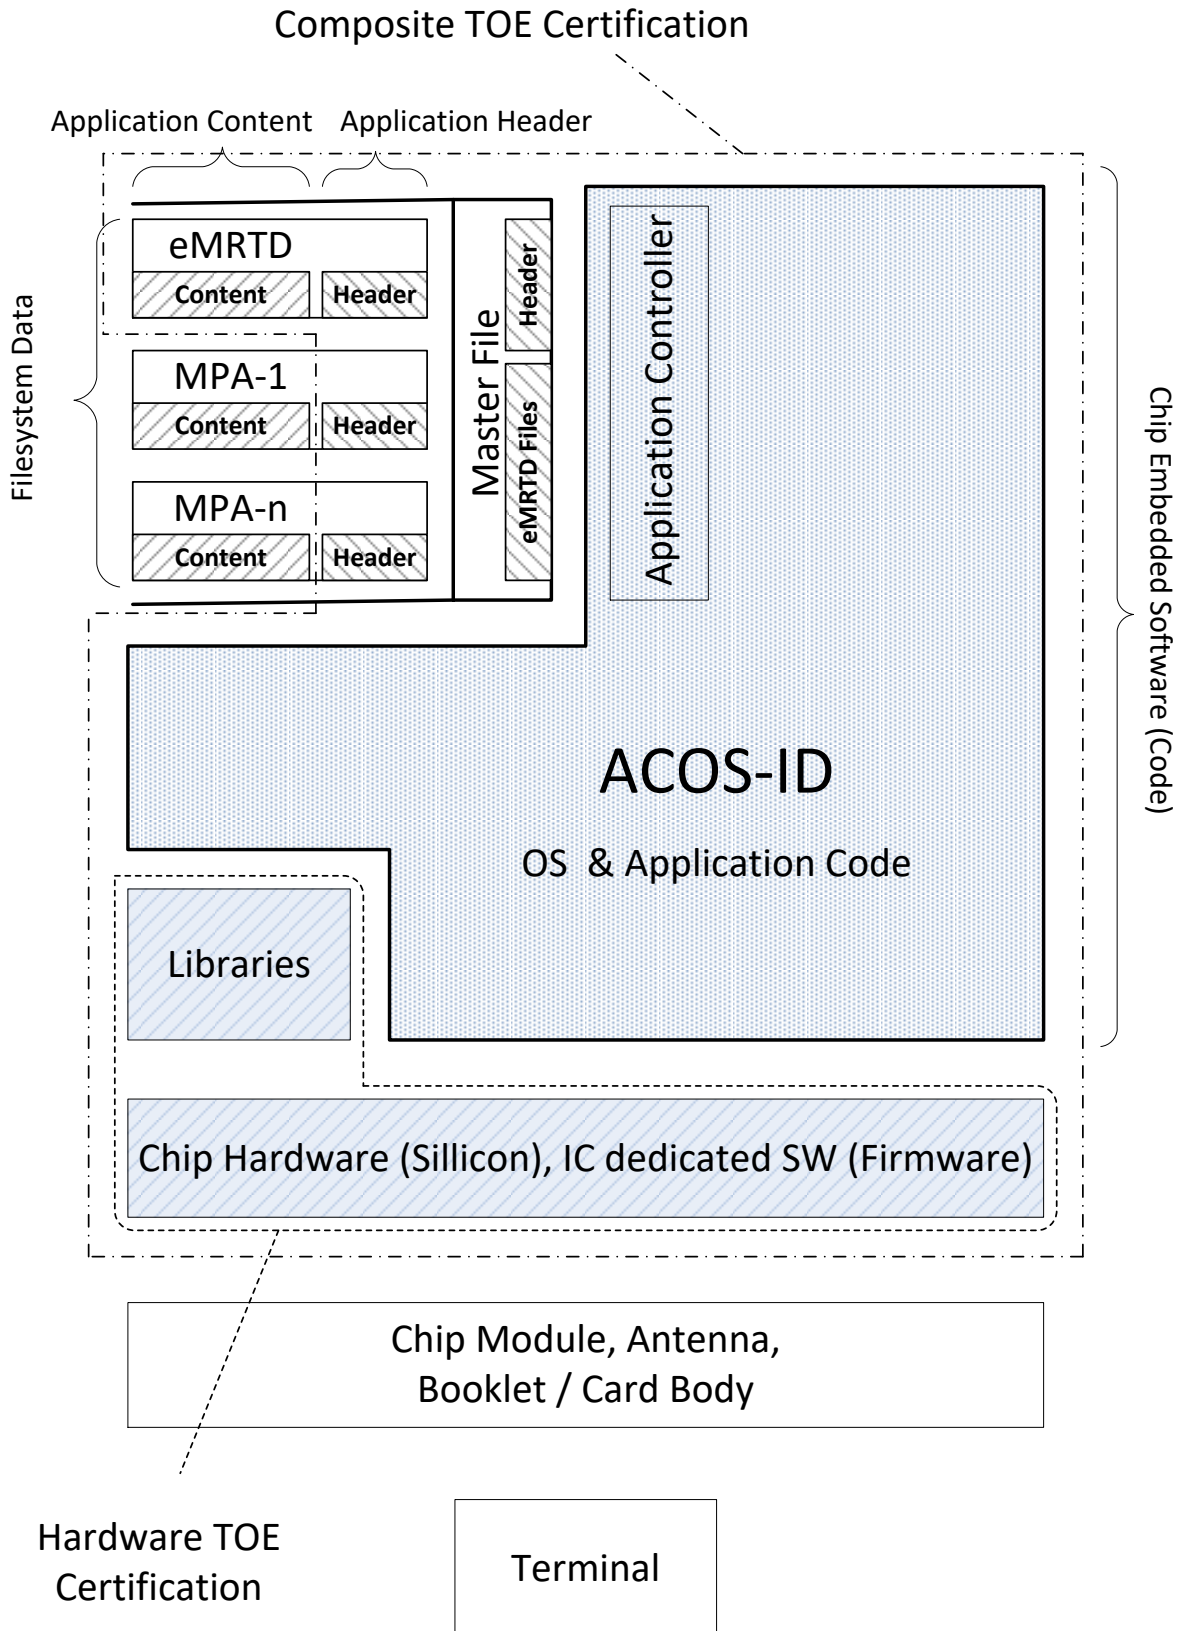 Composite TOE Certification
Application Content
Application Header
Filesystem Data
eMRTD
Content
Header
MPA-1
Content
Header
MPA-n
Content
Header
Master File
Header
eMRTD Files
Application Controller
Chip Embedded Software (Code)
ACOS-ID
OS & Application Code
Libraries
Chip Hardware (Sillicon), IC dedicated SW (Firmware)
Chip Module, Antenna,
Booklet / Card Body
Hardware TOE
Certification
Terminal